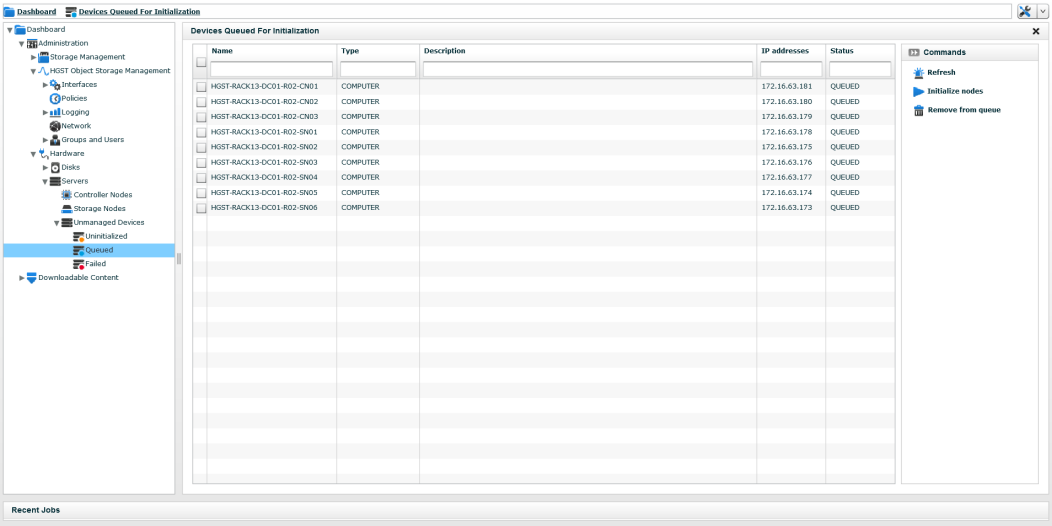 Dashboard Devices Queued For Initialization
Dashboard
Administration
Storage Management
HGST Object Storage Management
Interfaces
Policies
Logging
Network
Groups and Users
Hardware
Disks
Servers
Controller Nodes
Storage Nodes
Unmanaged Devices
Uninitialized
Queued
Failed
Downloadable Content
Devices Queued For Initialization
Name Type Description IP addresses Status
HGST-RACK13-DC01-R02-CN01 COMPUTER 172.16.63.181 QUEUED
HGST-RACK13-DC01-R02-CN02 COMPUTER 172.16.63.180 QUEUED
HGST-RACK13-DC01-R02-CN03 COMPUTER 172.16.63.179 QUEUED
HGST-RACK13-DC01-R02-SN01 COMPUTER 172.16.63.178 QUEUED
HGST-RACK13-DC01-R02-SN02 COMPUTER 172.16.63.175 QUEUED
HGST-RACK13-DC01-R02-SN03 COMPUTER 172.16.63.176 QUEUED
HGST-RACK13-DC01-R02-SN04 COMPUTER 172.16.63.177 QUEUED
HGST-RACK13-DC01-R02-SN05 COMPUTER 172.16.63.174 QUEUED
HGST-RACK13-DC01-R02-SN06 COMPUTER 172.16.63.173 QUEUED
Commands
Refresh
Initialize nodes
Remove from queue
Recent Jobs